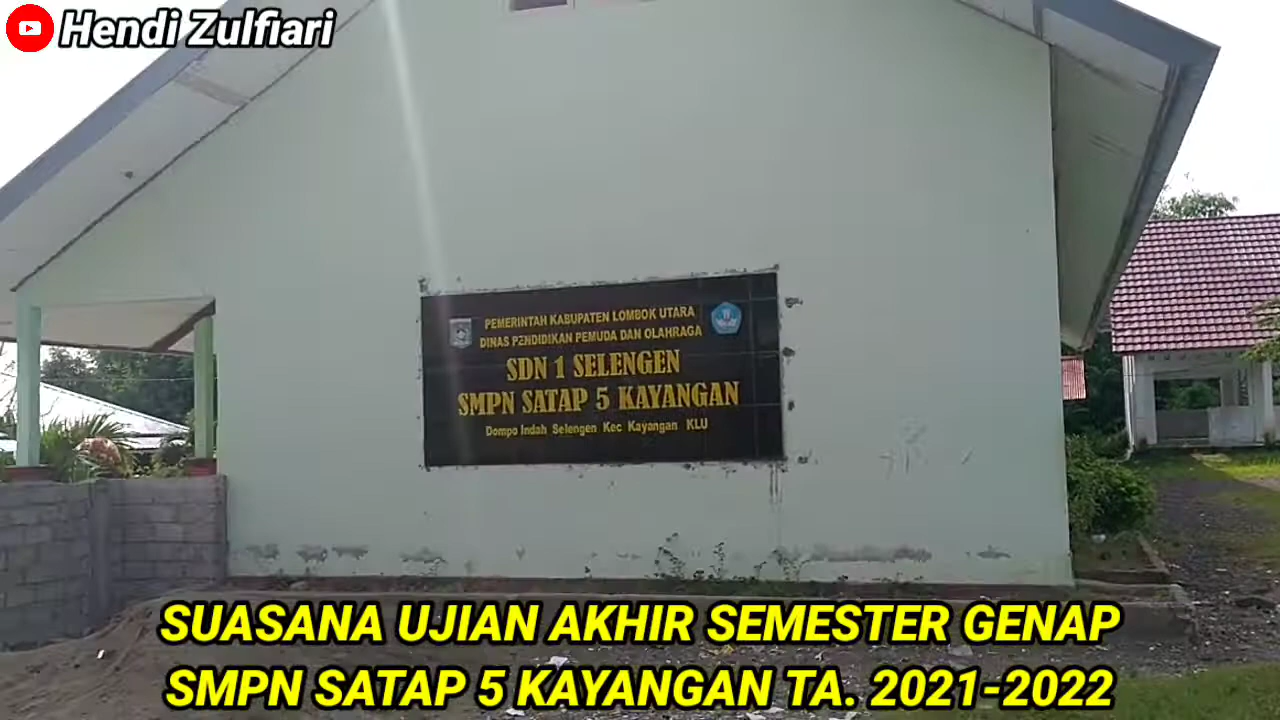 Hendi Zulfiari
PEMERINTAH KABUPATEN LOMBOK UTARA
DINAS PENDIDIKAN PEMUDA DAN OLAHRAGA
SDN 1 SELENGEN
SMPN SATAP 5 KAYANGAN
Dompo Indah Selengen Kec Kayangan KLU
SUASANA UJIAN AKHIR SEMESTER GENAP
SMPN SATAP 5 KAYANGAN TA. 2021-2022